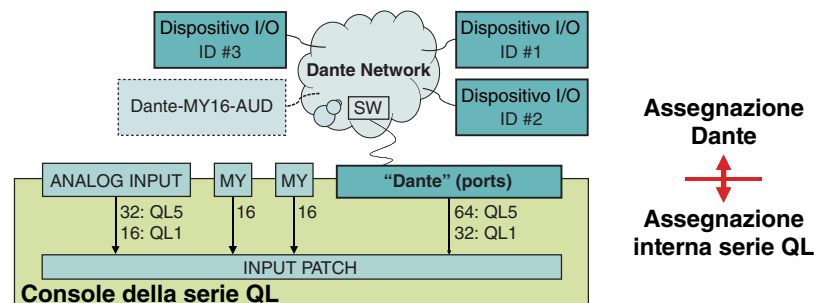 Dispositivo I/O
ID #3
Dante Network
Dispositivo I/O
ID #1
Dante-MY16-AUD
SW
Dispositivo I/O
ID #2
Assegnazione
Dante
Assegnazione
interna serie QL
ANALOG INPUT
MY
MY
“Dante” (ports)
32: QL5
16: QL1
16
16
64: QL5
32: QL1
INPUT PATCH
Console della serie QL